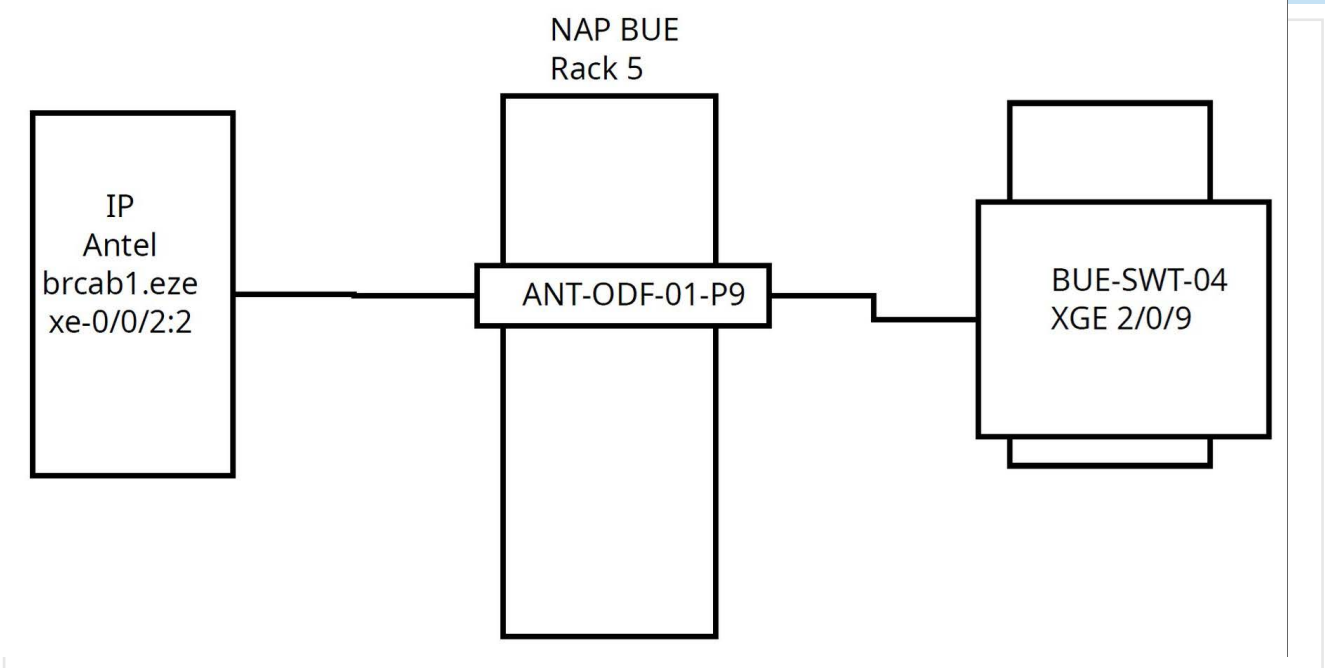 NAP BUE
Rack 5
IP
Antel
brcab1.eze
xe-0/0/2:2
ANT-ODF-01-P9
BUE-SWT-04
XGE 2/0/9